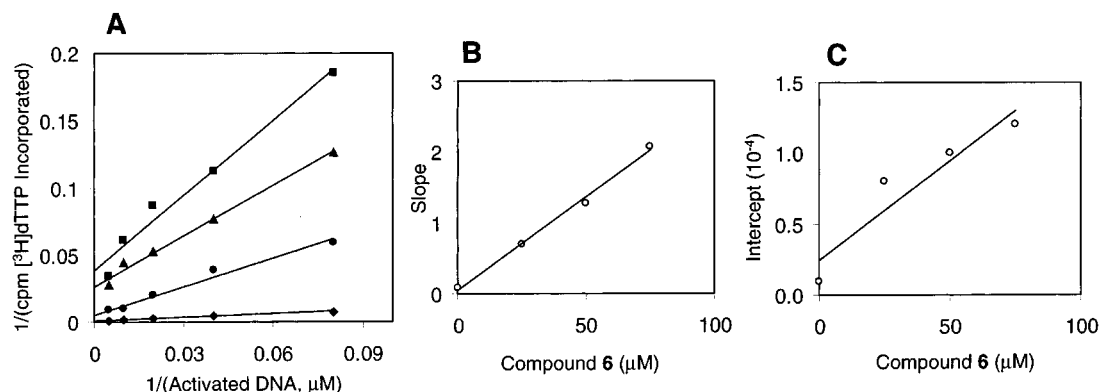 A
0.2
0.15
0.1
0.05
0
0
0.03
0.06
0.09
1/(cpm [³H]dTTP Incorporated)
1/(Activated DNA, μM)
B
3
2
1
0
0
50
100
Slope
Compound 6 (μM)
C
1.5
1.0
0.5
0.0
0
50
100
Intercept (10⁻⁴)
Compound 6 (μM)